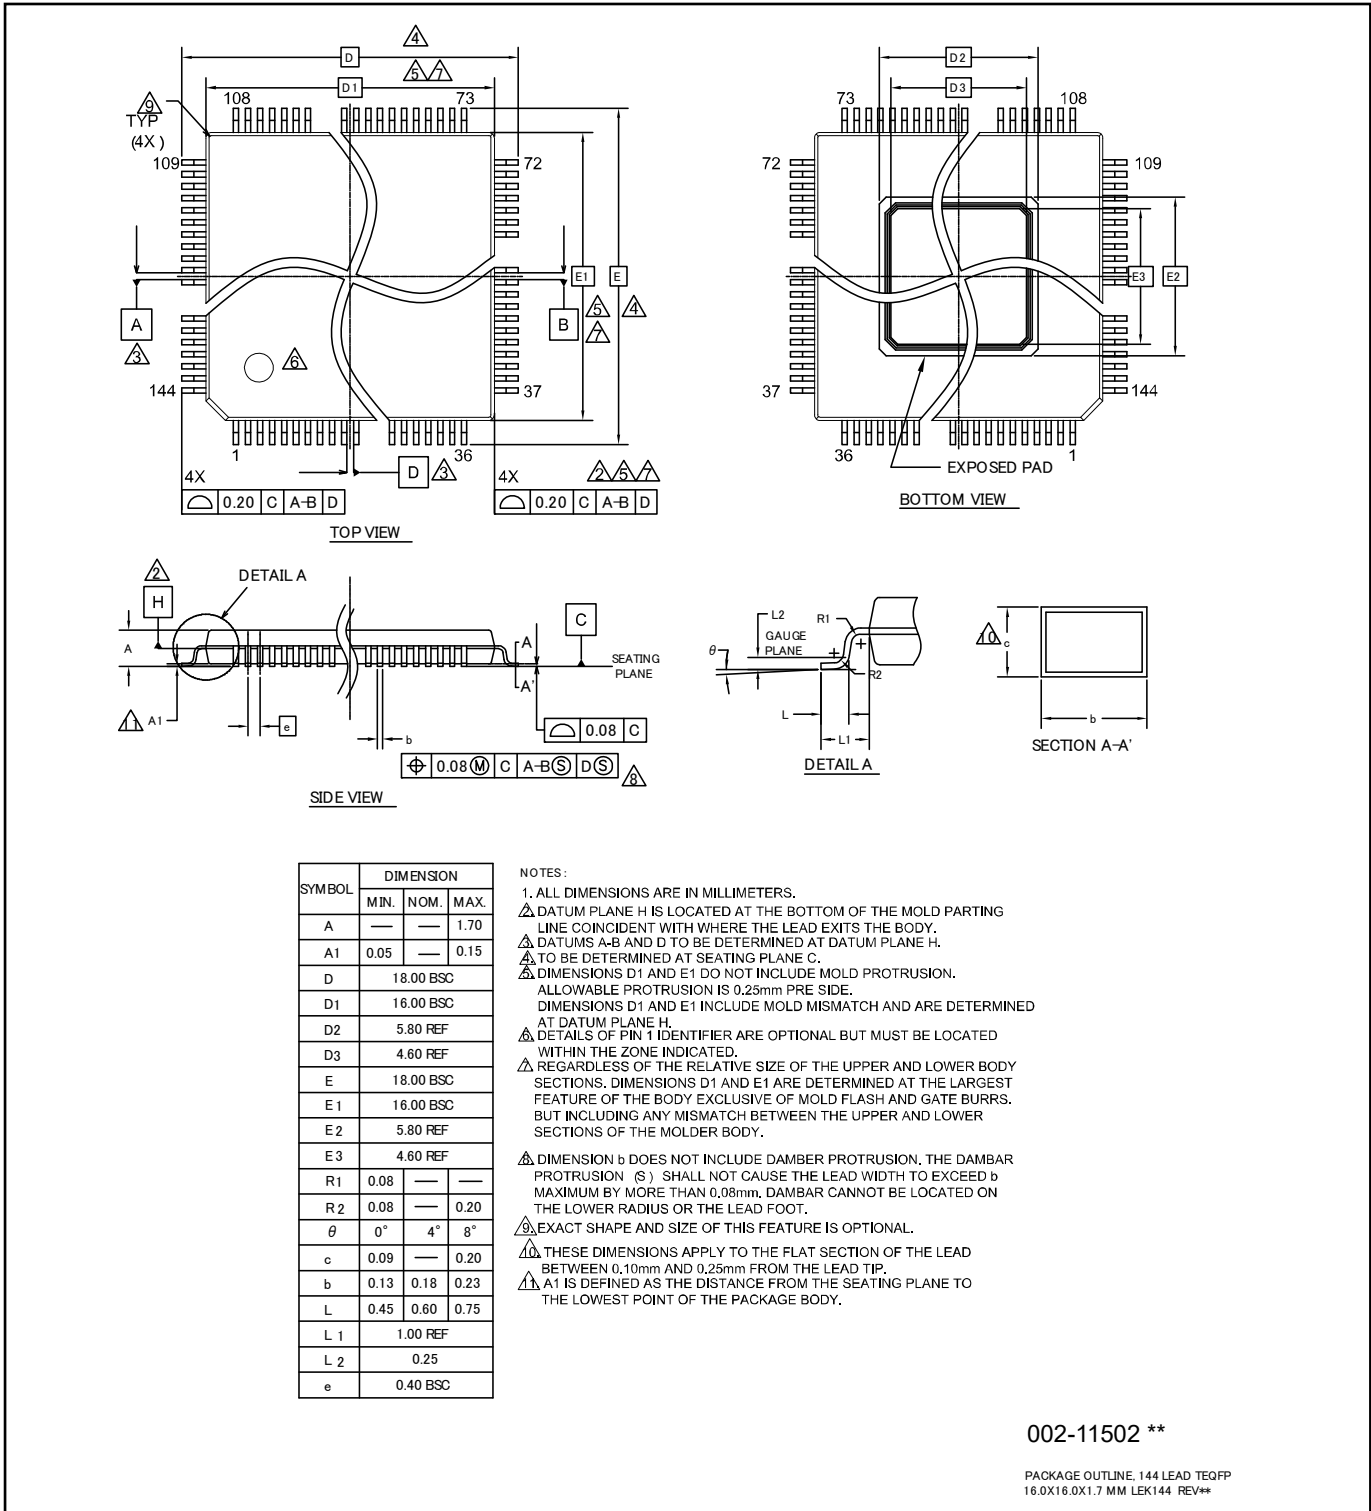 4
D
5 7
D1
108
73
9
TYP
(4X)
109
72
E1
E
A
B
3
5
4
7
6
144
37
1
36
4X
D
3
4X
2 5 7
0.20 C A-B D
0.20 C A-B D
TOP VIEW
D2
D3
73
108
72
109
E3
E2
37
144
36
1
EXPOSED PAD
BOTTOM VIEW
2
DETAIL A
H
C
A
A
SEATING
PLANE
A'
11 A1
e
b
0.08 C
0.08 M C A-B S D S
8
SIDE VIEW
L2
R1
GAUGE
PLANE
θ
R2
L
L1
DETAIL A
10 c
b
SECTION A-A'
SYMBOL DIMENSION
MIN. NOM. MAX.
A — — 1.70
A1 0.05 — 0.15
D 18.00 BSC
D1 16.00 BSC
D2 5.80 REF
D3 4.60 REF
E 18.00 BSC
E1 16.00 BSC
E2 5.80 REF
E3 4.60 REF
R1 0.08 — —
R2 0.08 — 0.20
θ 0° 4° 8°
c 0.09 — 0.20
b 0.13 0.18 0.23
L 0.45 0.60 0.75
L 1 1.00 REF
L 2 0.25
e 0.40 BSC
NOTES:
1. ALL DIMENSIONS ARE IN MILLIMETERS.
2. DATUM PLANE H IS LOCATED AT THE BOTTOM OF THE MOLD PARTING
LINE COINCIDENT WITH WHERE THE LEAD EXITS THE BODY.
3. DATUMS A-B AND D TO BE DETERMINED AT DATUM PLANE H.
4. TO BE DETERMINED AT SEATING PLANE C.
5. DIMENSIONS D1 AND E1 DO NOT INCLUDE MOLD PROTRUSION.
ALLOWABLE PROTRUSION IS 0.25mm PRE SIDE.
DIMENSIONS D1 AND E1 INCLUDE MOLD MISMATCH AND ARE DETERMINED
AT DATUM PLANE H.
6. DETAILS OF PIN 1 IDENTIFIER ARE OPTIONAL BUT MUST BE LOCATED
WITHIN THE ZONE INDICATED.
7. REGARDLESS OF THE RELATIVE SIZE OF THE UPPER AND LOWER BODY
SECTIONS. DIMENSIONS D1 AND E1 ARE DETERMINED AT THE LARGEST
FEATURE OF THE BODY EXCLUSIVE OF MOLD FLASH AND GATE BURRS.
BUT INCLUDING ANY MISMATCH BETWEEN THE UPPER AND LOWER
SECTIONS OF THE MOLDER BODY.
8. DIMENSION b DOES NOT INCLUDE DAMBER PROTRUSION. THE DAMBAR
PROTRUSION (S) SHALL NOT CAUSE THE LEAD WIDTH TO EXCEED b
MAXIMUM BY MORE THAN 0.08mm. DAMBAR CANNOT BE LOCATED ON
THE LOWER RADIUS OR THE LEAD FOOT.
9. EXACT SHAPE AND SIZE OF THIS FEATURE IS OPTIONAL.
10. THESE DIMENSIONS APPLY TO THE FLAT SECTION OF THE LEAD
BETWEEN 0.10mm AND 0.25mm FROM THE LEAD TIP.
11. A1 IS DEFINED AS THE DISTANCE FROM THE SEATING PLANE TO
THE LOWEST POINT OF THE PACKAGE BODY.
002-11502 **
PACKAGE OUTLINE, 144 LEAD TEQFP
16.0X16.0X1.7 MM LEK144 REV**